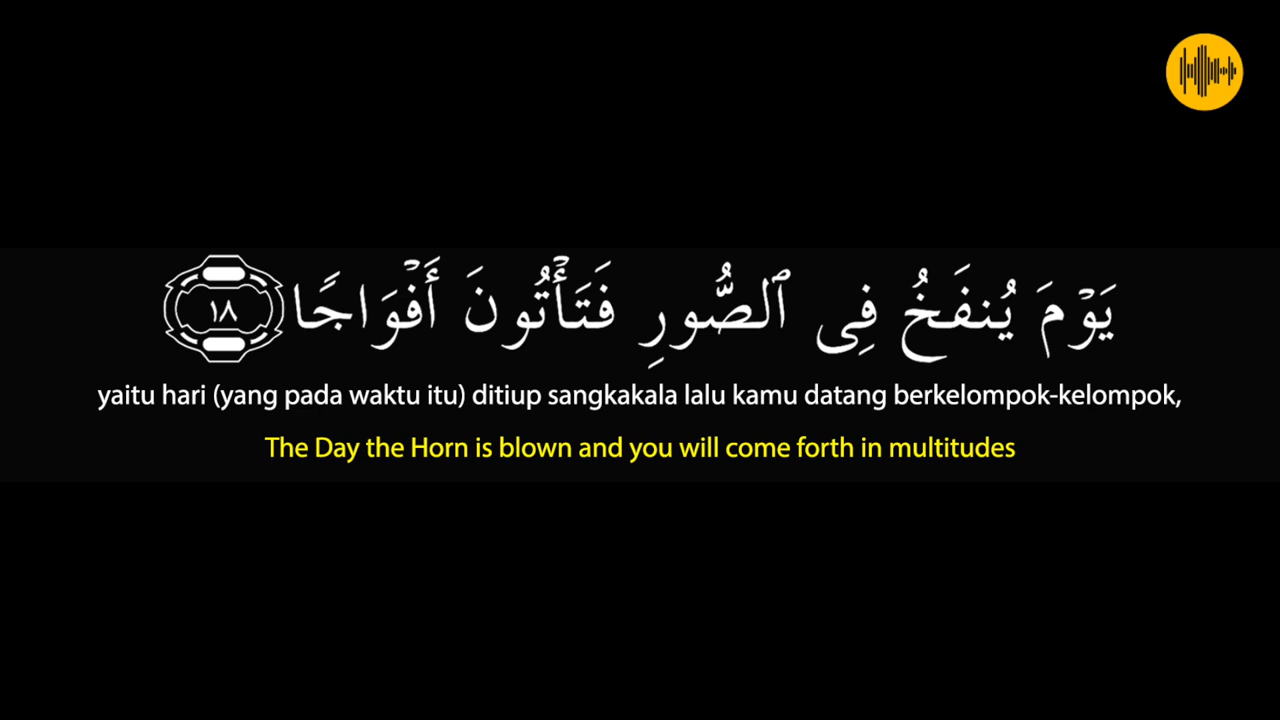 يَوْمَ يُنفَخُ فِى ٱلصُّورِ فَتَأْتُونَ أَفْوَاجًا ١٨
yaitu hari (yang pada waktu itu) ditiup sangkakala lalu kamu datang berkelompok-kelompok,
The Day the Horn is blown and you will come forth in multitudes